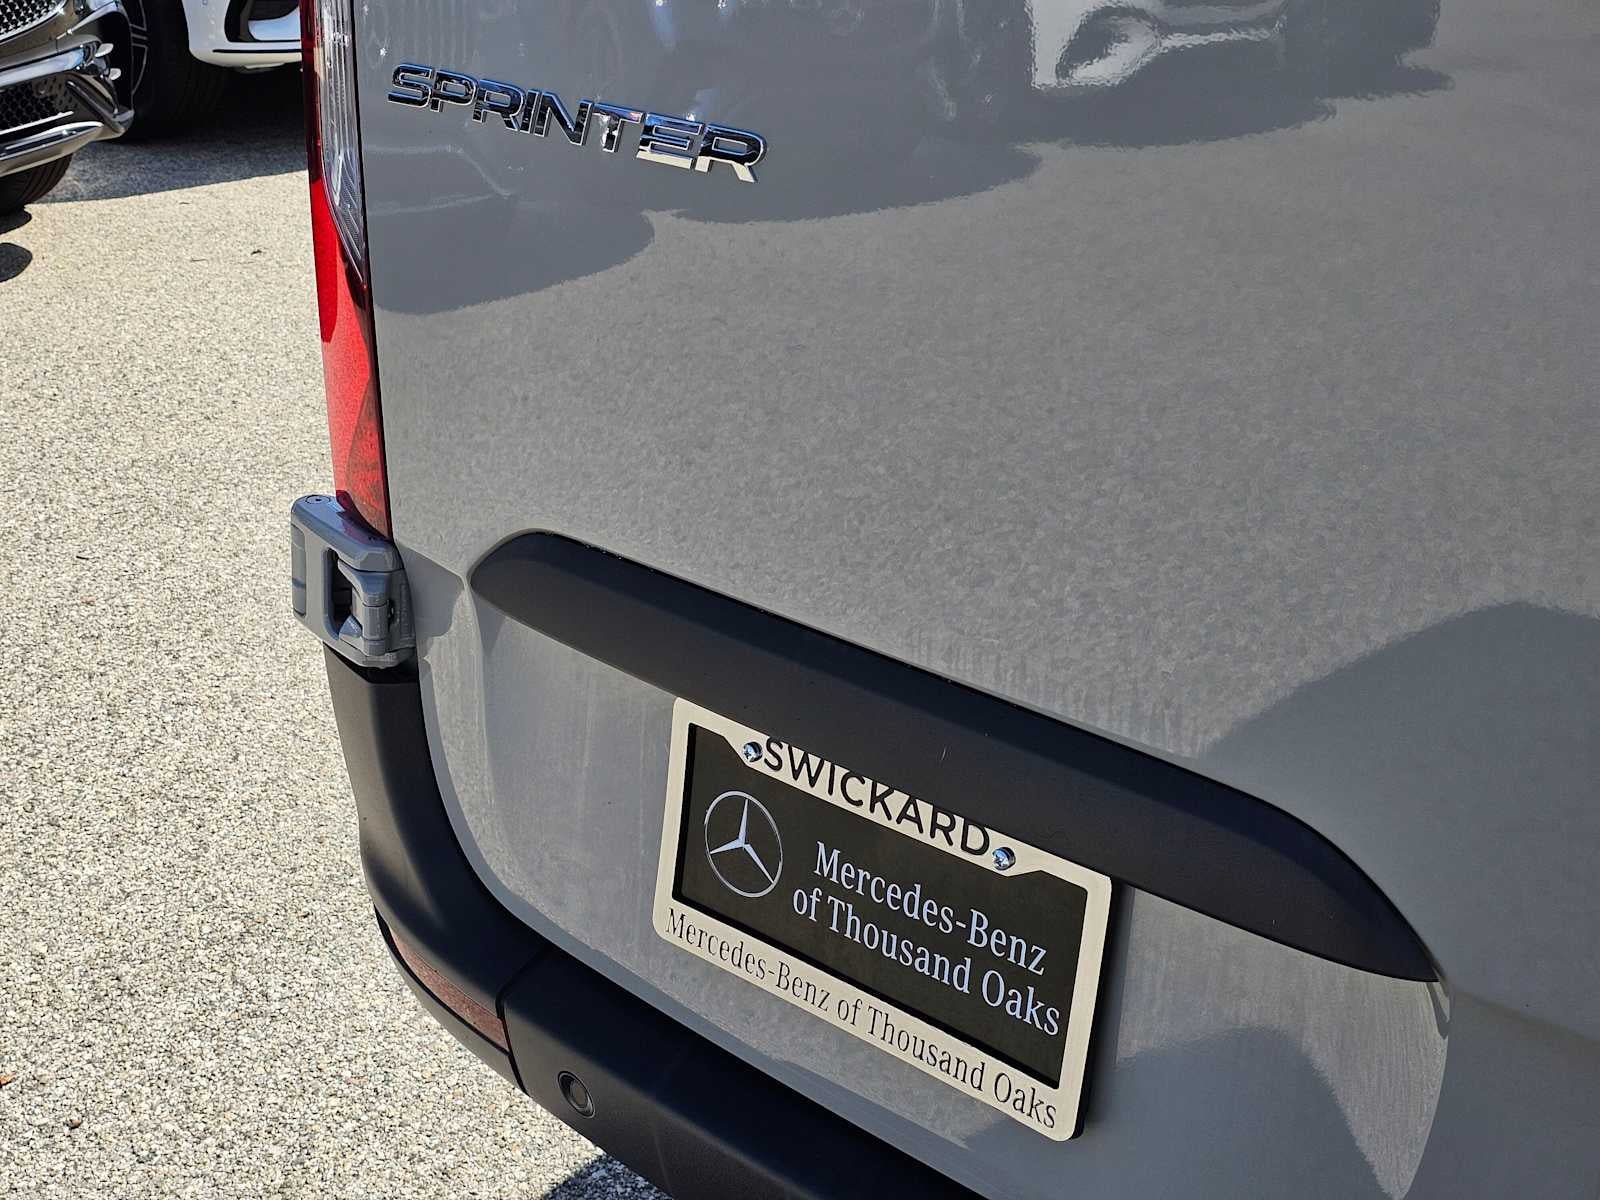 SPRINTER
SWICKARD
Mercedes-Benz
of Thousand Oaks
Mercedes-Benz of Thousand Oaks